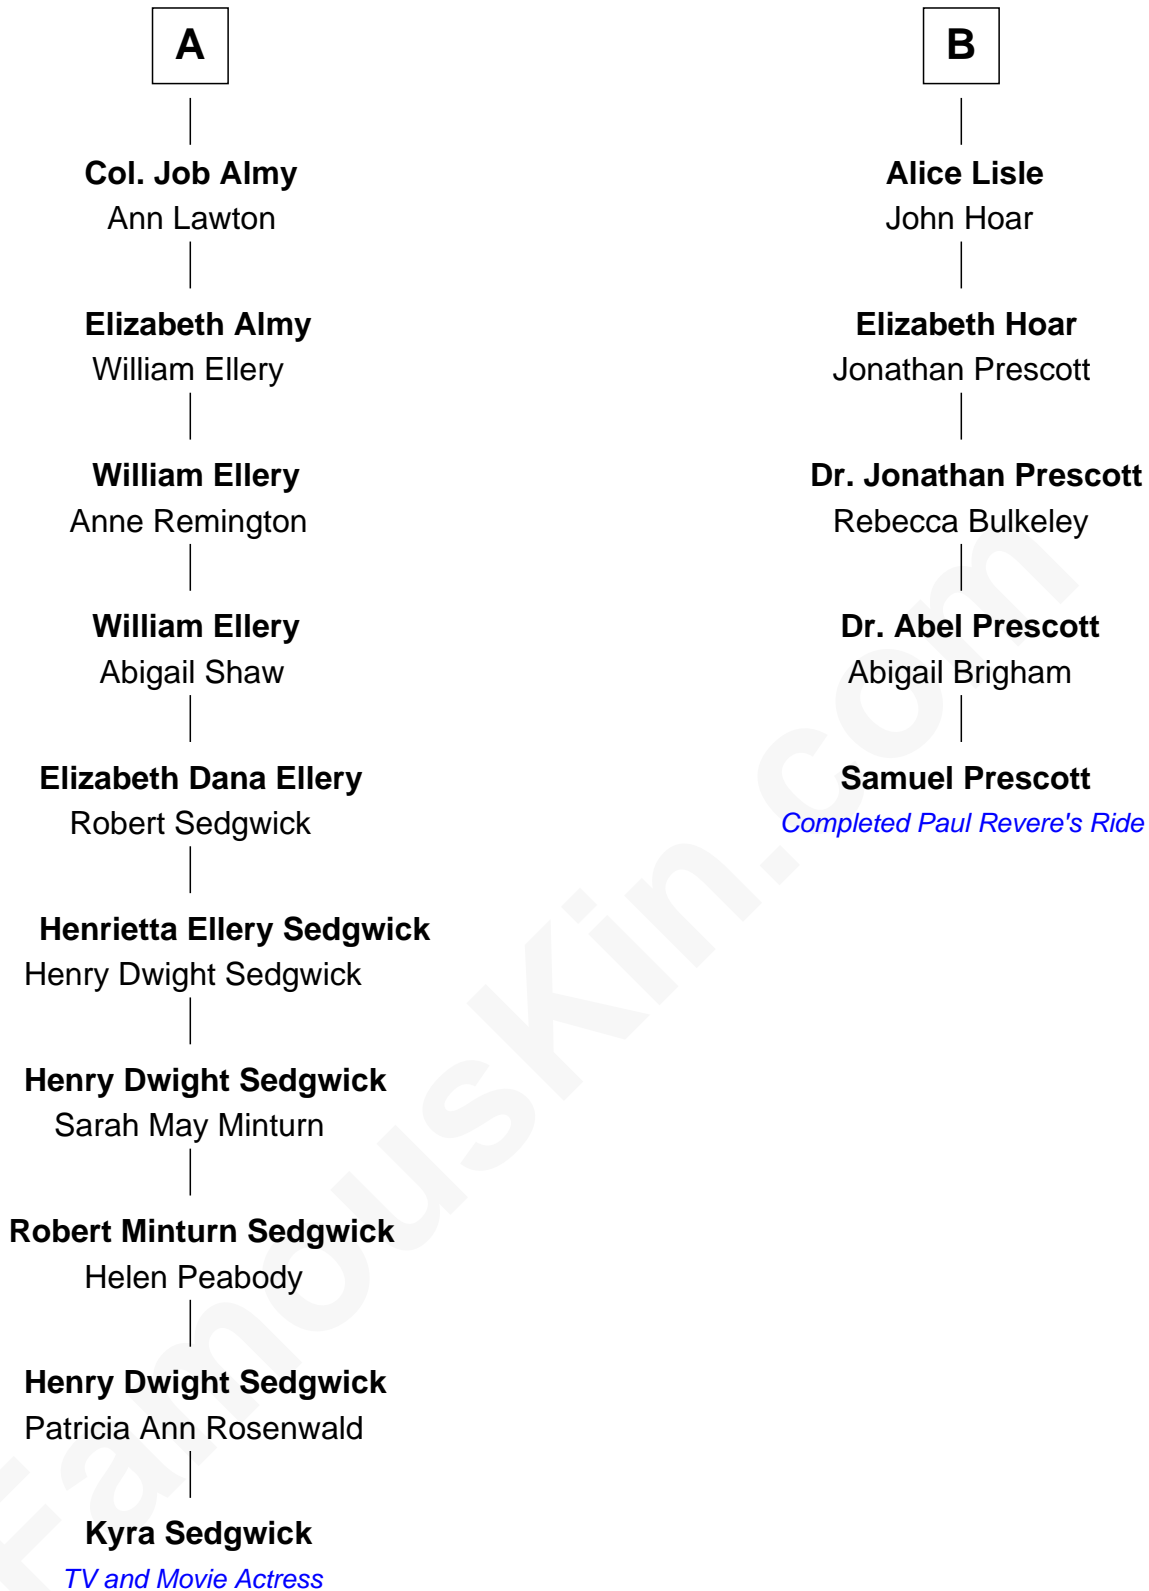 A
Col. Job Almy
Ann Lawton
Elizabeth Almy
William Ellery
William Ellery
Anne Remington
William Ellery
Abigail Shaw
Elizabeth Dana Ellery
Robert Sedgwick
Henrietta Ellery Sedgwick
Henry Dwight Sedgwick
Henry Dwight Sedgwick
Sarah May Minturn
Robert Minturn Sedgwick
Helen Peabody
Henry Dwight Sedgwick
Patricia Ann Rosenwald
Kyra Sedgwick
TV and Movie Actress
B
Alice Lisle
John Hoar
Elizabeth Hoar
Jonathan Prescott
Dr. Jonathan Prescott
Rebecca Bulkeley
Dr. Abel Prescott
Abigail Brigham
Samuel Prescott
Completed Paul Revere's Ride
FamousKin.com